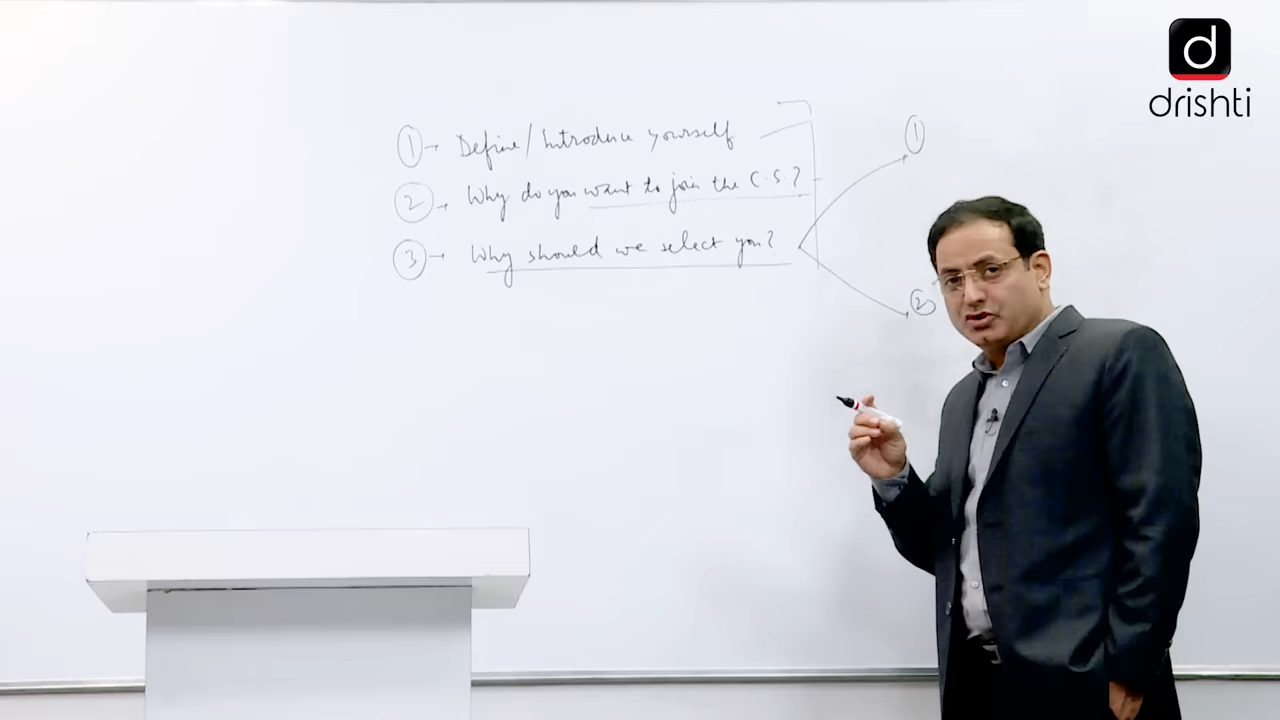 ① → Define/Introduce yourself
② → Why do you want to join the C.S.?
③ → Why should we select you?
①
②
d
drishti